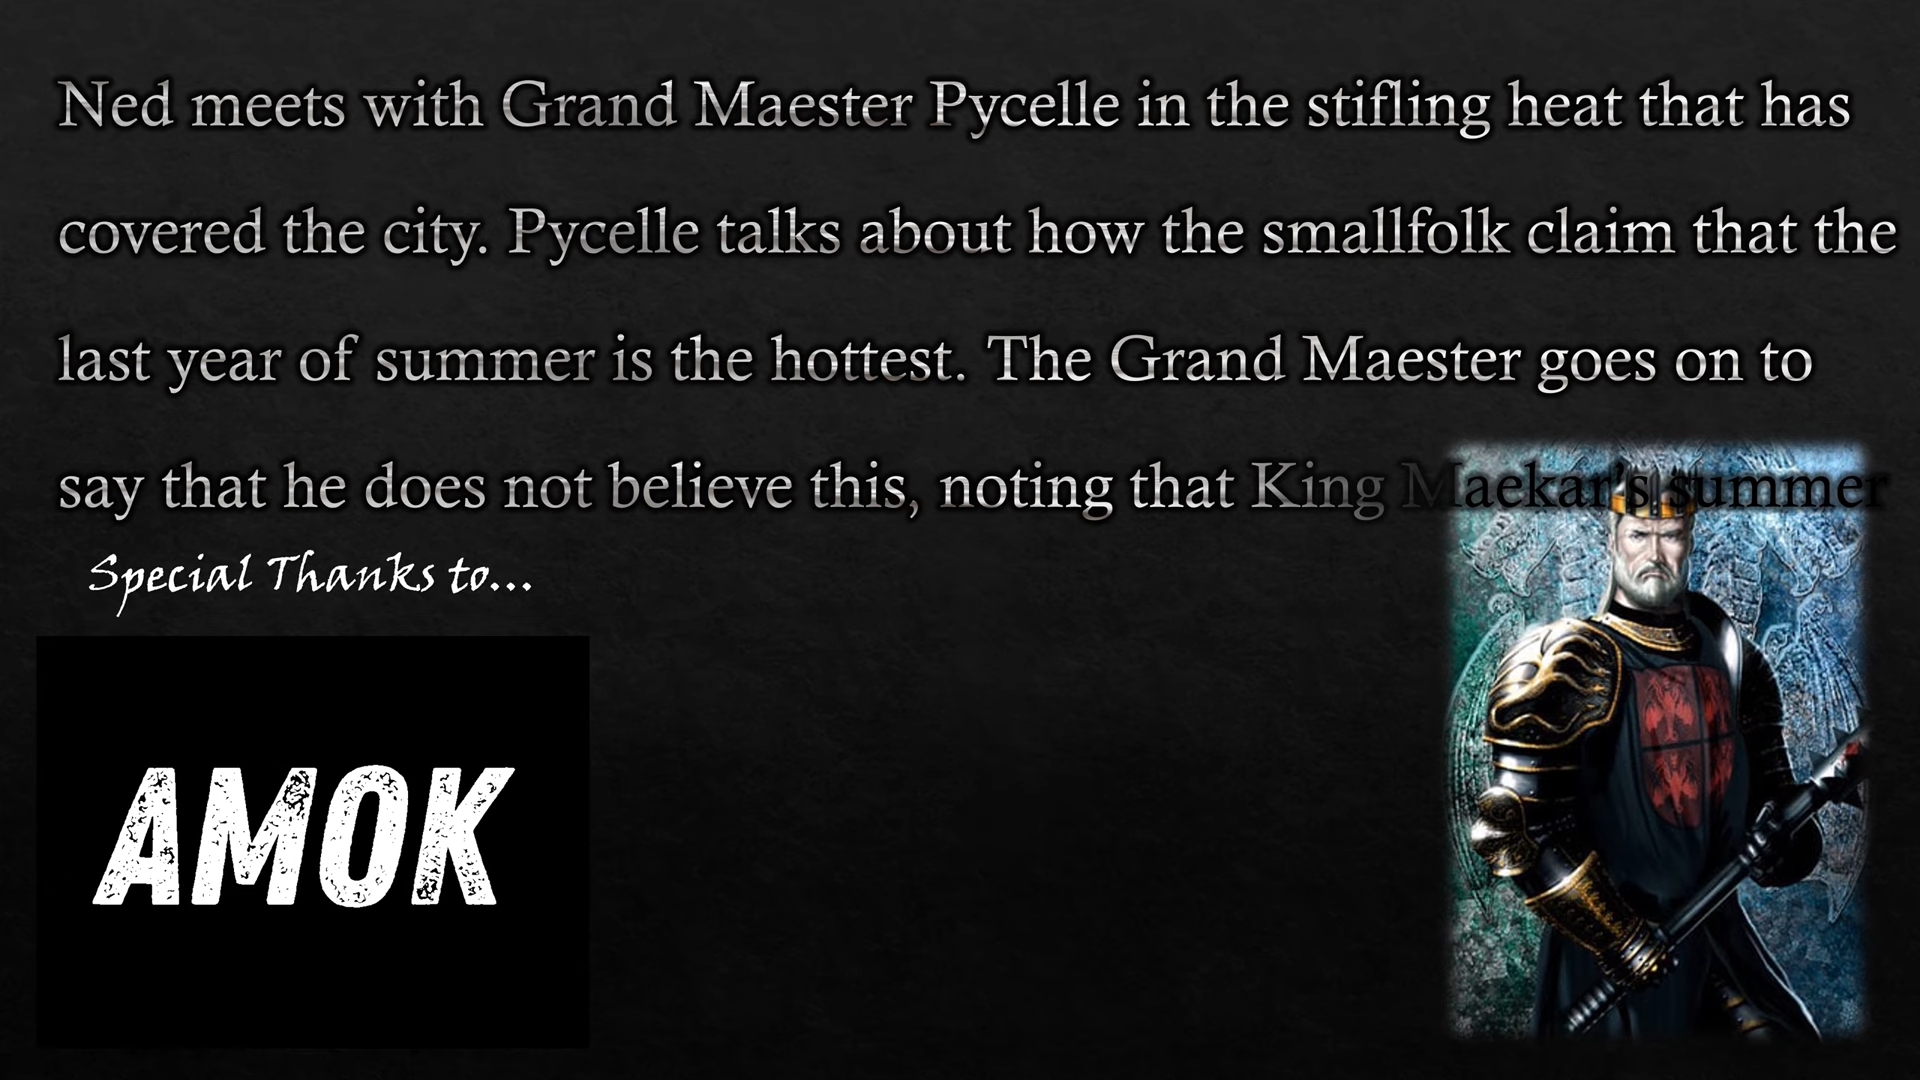 Ned meets with Grand Maester Pycelle in the stifling heat that has
covered the city. Pycelle talks about how the smallfolk claim that the
last year of summer is the hottest. The Grand Maester goes on to
say that he does not believe this, noting that King Maekar's summer
Special Thanks to...
AMOK